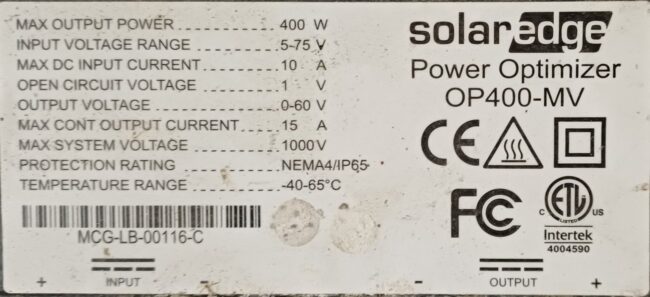 MAX OUTPUT POWER 400 W
INPUT VOLTAGE RANGE 5-75 V
MAX DC INPUT CURRENT 10 A
OPEN CIRCUIT VOLTAGE 1 V
OUTPUT VOLTAGE 0-60 V
MAX CONT OUTPUT CURRENT 15 A
MAX SYSTEM VOLTAGE 1000V
PROTECTION RATING NEMA4/IP65
TEMPERATURE RANGE -40-65°C
MCG-LB-00116-C
+ INPUT -
solaredge
Power Optimizer
OP400-MV
CE
FC
C ETL US
LISTED
Intertek
4004590
- OUTPUT +